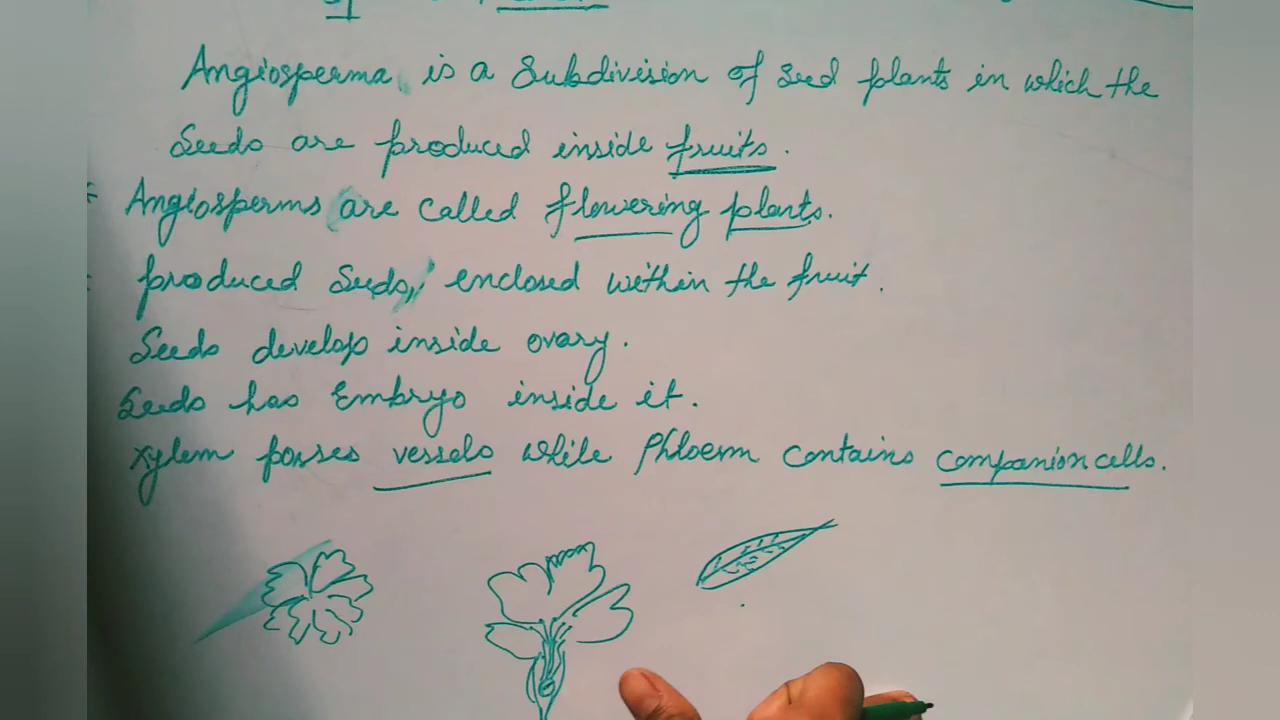 Angiosperma is a Subdivision of seed plants in which the
Seeds are produced inside fruits.
Angiosperms are called flowering plants.
produced Seeds, enclosed within the fruit.
Seeds develop inside ovary.
Seeds has Embryo inside it.
Xylem posses vessels while Phloem contains companion cells.